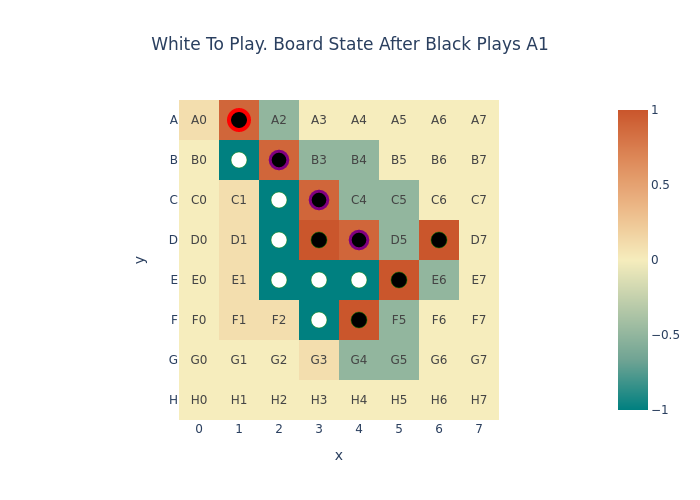 White To Play. Board State After Black Plays A1
A A0 A2 A3 A4 A5 A6 A7
B B0 B3 B4 B5 B6 B7
C C0 C1 C4 C5 C6 C7
D D0 D1 D5 D7
E E0 E1 E6 E7
F F0 F1 F2 F5 F6 F7
G G0 G1 G2 G3 G4 G5 G6 G7
H H0 H1 H2 H3 H4 H5 H6 H7
0 1 2 3 4 5 6 7
x
y
1
0.5
0
−0.5
−1